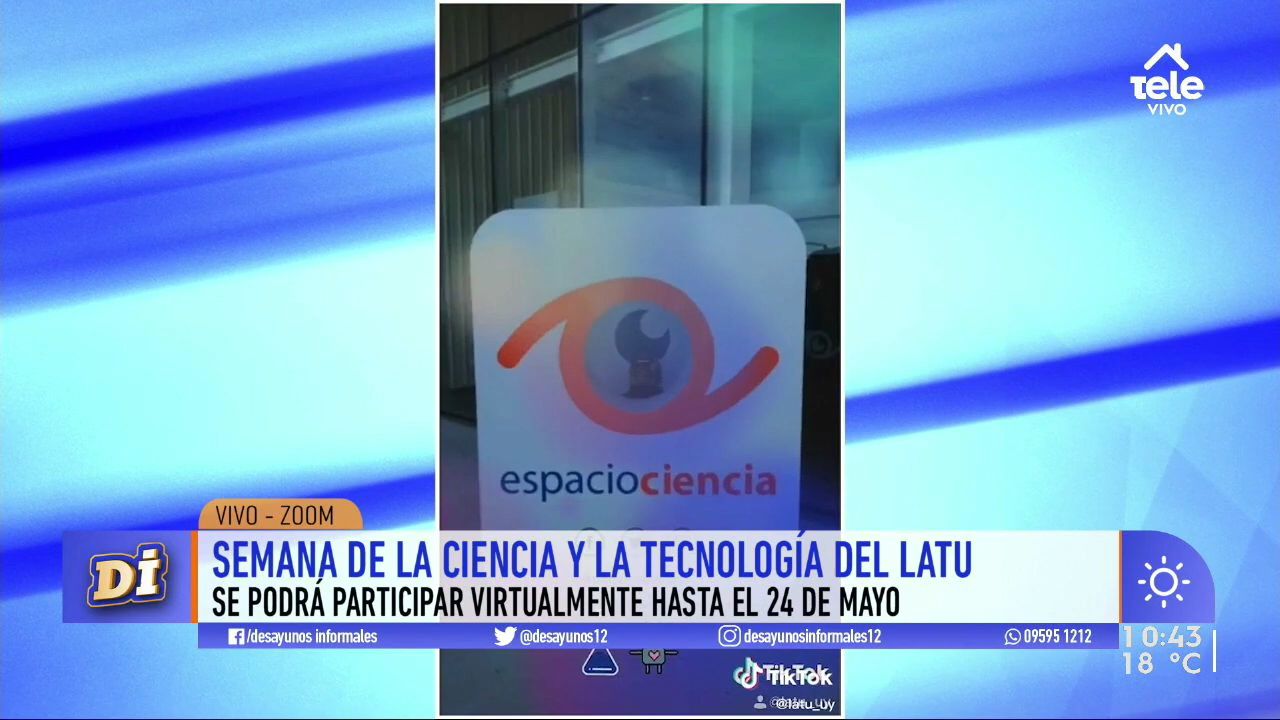 tele
VIVO
espaciociencia
VIVO - ZOOM
Di
SEMANA DE LA CIENCIA Y LA TECNOLOGÍA DEL LATU
SE PODRÁ PARTICIPAR VIRTUALMENTE HASTA EL 24 DE MAYO
/desayunos informales
@desayunos12
desayunosinformales12
09595 1212
10:43
18 °C
TikTok
@latu_uy